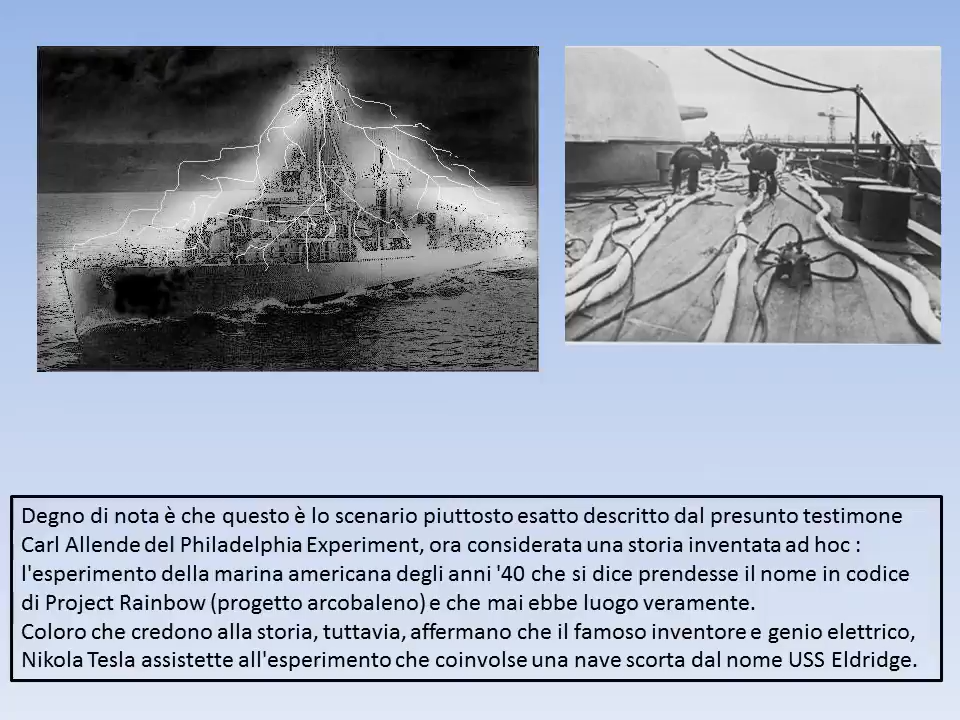 Degno di nota è che questo è lo scenario piuttosto esatto descritto dal presunto testimone
Carl Allende del Philadelphia Experiment, ora considerata una storia inventata ad hoc :
l'esperimento della marina americana degli anni '40 che si dice prendesse il nome in codice
di Project Rainbow (progetto arcobaleno) e che mai ebbe luogo veramente.
Coloro che credono alla storia, tuttavia, affermano che il famoso inventore e genio elettrico,
Nikola Tesla assistette all'esperimento che coinvolse una nave scorta dal nome USS Eldridge.